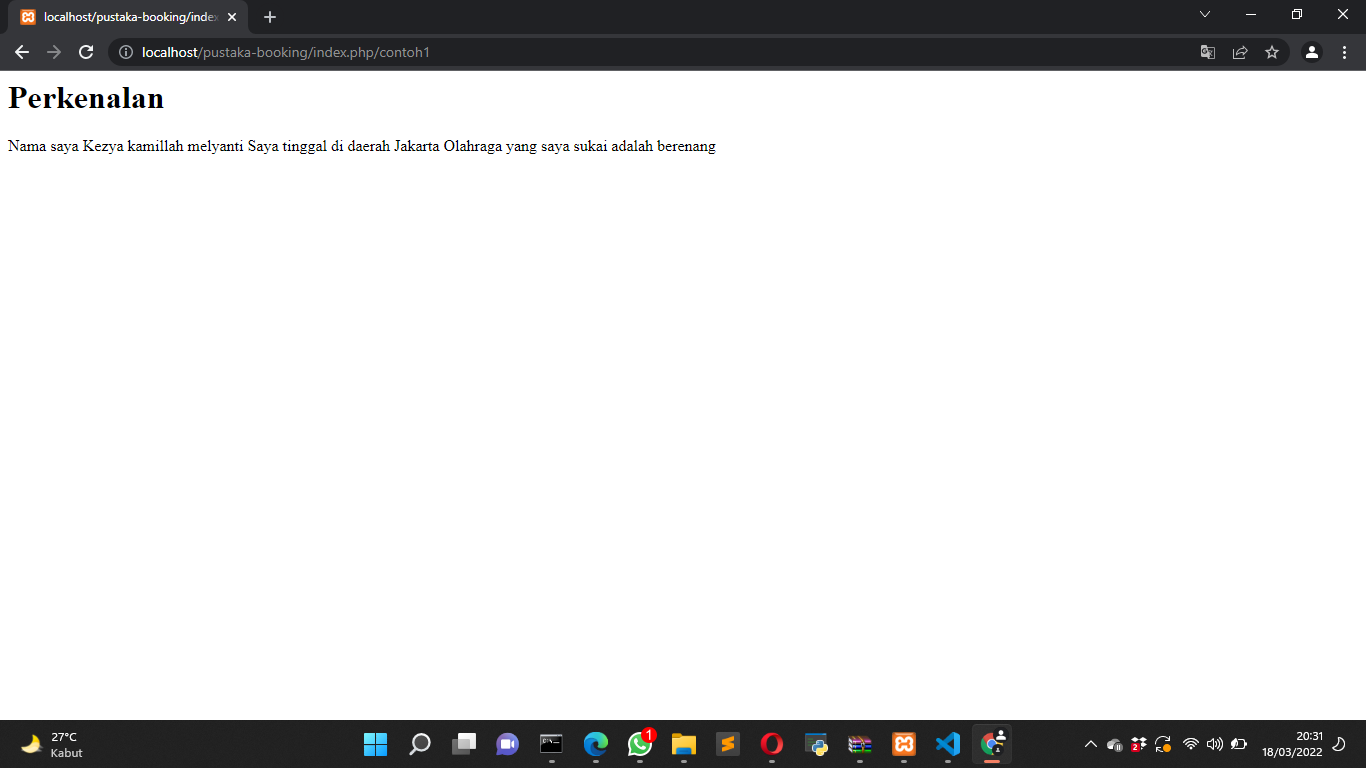 localhost/pustaka-booking/index
localhost/pustaka-booking/index.php/contoh1
Perkenalan
Nama saya Kezya kamillah melyanti Saya tinggal di daerah Jakarta Olahraga yang saya sukai adalah berenang
27°C
Kabut
1
2
20:31
18/03/2022